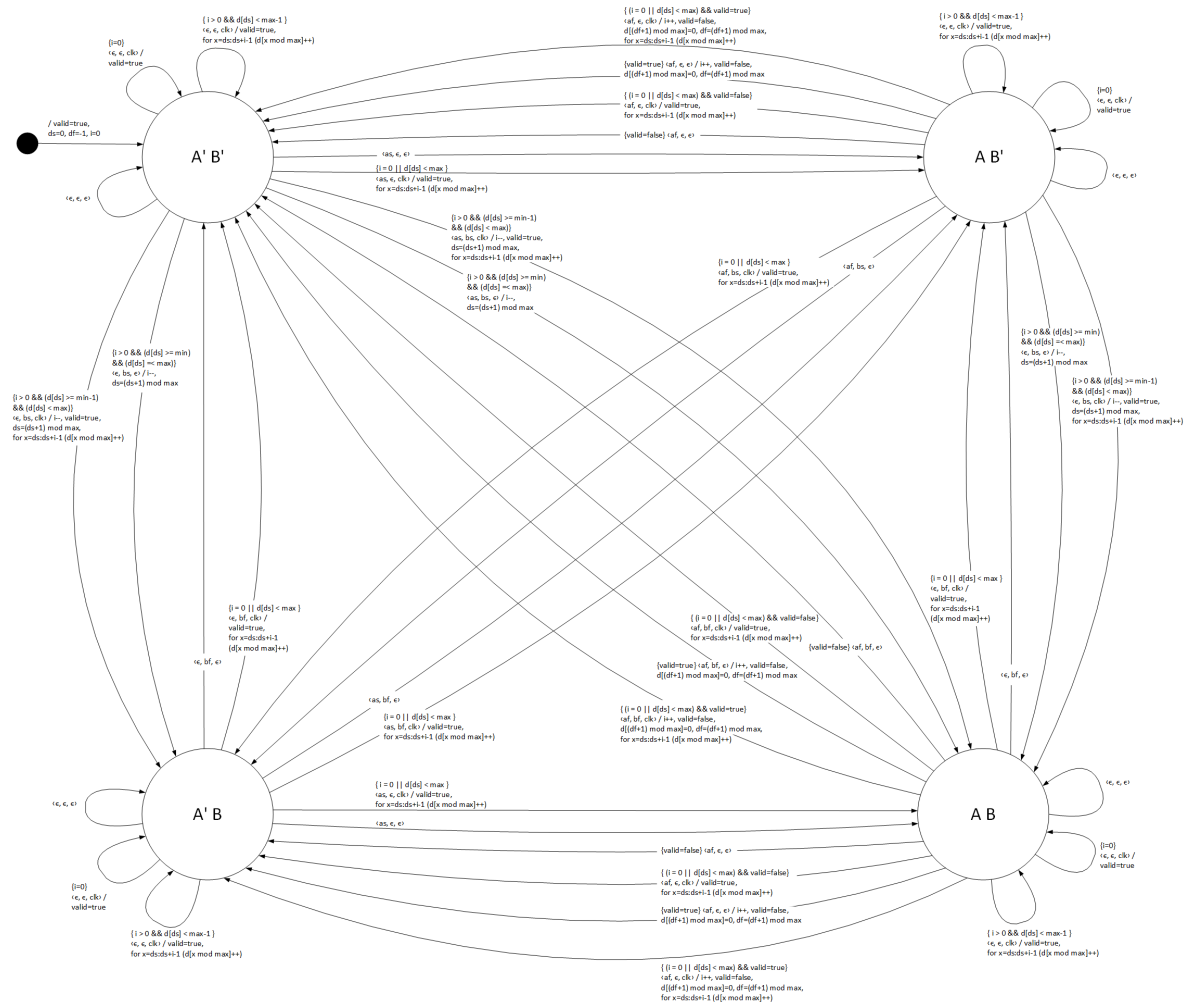 { i > 0 && d[ds] < max-1 }
‹ϵ, ϵ, clk› / valid=true,
for x=ds:ds+i-1 (d[x mod max]++)
{i=0}
‹ϵ, ϵ, clk› /
valid=true
/ valid=true,
ds=0, df=-1, i=0
A' B'
‹ϵ, ϵ, ϵ›
{ (i = 0 || d[ds] < max) && valid=true}
‹af, ϵ, clk› / i++, valid=false,
d[(df+1) mod max]=0, df=(df+1) mod max,
for x=ds:ds+i-1 (d[x mod max]++)
{valid=true} ‹af, ϵ, ϵ› / i++, valid=false,
d[(df+1) mod max]=0, df=(df+1) mod max
{ (i = 0 || d[ds] < max) && valid=false}
‹af, ϵ, clk› / valid=true,
for x=ds:ds+i-1 (d[x mod max]++)
{valid=false} ‹af, ϵ, ϵ›
‹as, ϵ, ϵ›
{i = 0 || d[ds] < max }
‹as, ϵ, clk› / valid=true,
for x=ds:ds+i-1 (d[x mod max]++)
{ i > 0 && d[ds] < max-1 }
‹ϵ, ϵ, clk› / valid=true,
for x=ds:ds+i-1 (d[x mod max]++)
{i=0}
‹ϵ, ϵ, clk› /
valid=true
A B'
‹ϵ, ϵ, ϵ›
{i > 0 && (d[ds] >= min-1)
&& (d[ds] < max)}
‹as, bs, clk› / i--, valid=true,
ds=(ds+1) mod max,
for x=ds:ds+i-1 (d[x mod max]++)
{i > 0 && (d[ds] >= min)
&& (d[ds] =< max)}
‹as, bs, ϵ› / i--,
ds=(ds+1) mod max
{i = 0 || d[ds] < max }
‹af, bs, clk› / valid=true,
for x=ds:ds+i-1 (d[x mod max]++)
‹af, bs, ϵ›
{i > 0 && (d[ds] >= min)
&& (d[ds] =< max)}
‹ϵ, bs, ϵ› / i--,
ds=(ds+1) mod max
{i > 0 && (d[ds] >= min-1)
&& (d[ds] < max)}
‹ϵ, bs, clk› / i--, valid=true,
ds=(ds+1) mod max,
for x=ds:ds+i-1 (d[x mod max]++)
{i > 0 && (d[ds] >= min)
&& (d[ds] =< max)}
‹ϵ, bs, ϵ› / i--,
ds=(ds+1) mod max
{i > 0 && (d[ds] >= min-1)
&& (d[ds] < max)}
‹ϵ, bs, clk› / i--, valid=true,
ds=(ds+1) mod max,
for x=ds:ds+i-1 (d[x mod max]++)
{i = 0 || d[ds] < max }
‹ϵ, bf, clk› /
valid=true,
for x=ds:ds+i-1
(d[x mod max]++)
‹ϵ, bf, ϵ›
{i = 0 || d[ds] < max }
‹ϵ, bf, clk› /
valid=true,
for x=ds:ds+i-1
(d[x mod max]++)
‹ϵ, bf, ϵ›
{ (i = 0 || d[ds] < max) && valid=false}
‹af, bf, clk› / valid=true,
for x=ds:ds+i-1 (d[x mod max]++)
{valid=false} ‹af, bf, ϵ›
{valid=true} ‹af, bf, ϵ› / i++, valid=false,
d[(df+1) mod max]=0, df=(df+1) mod max
‹as, bf, ϵ›
{i = 0 || d[ds] < max }
‹as, bf, clk› / valid=true,
for x=ds:ds+i-1 (d[x mod max]++)
{ (i = 0 || d[ds] < max) && valid=true}
‹af, bf, clk› / i++, valid=false,
d[(df+1) mod max]=0, df=(df+1) mod max,
for x=ds:ds+i-1 (d[x mod max]++)
‹ϵ, ϵ, ϵ›
A' B
{ i = 0 || d[ds] < max }
‹as, ϵ, clk› / valid=true,
for x=ds:ds+i-1 (d[x mod max]++)
‹as, ϵ, ϵ›
A B
‹ϵ, ϵ, ϵ›
{valid=false} ‹af, ϵ, ϵ›
{i=0}
‹ϵ, ϵ, clk› /
valid=true
{ (i = 0 || d[ds] < max) && valid=false}
‹af, ϵ, clk› / valid=true,
for x=ds:ds+i-1 (d[x mod max]++)
{i=0}
‹ϵ, ϵ, clk› /
valid=true
{valid=true} ‹af, ϵ, ϵ› / i++, valid=false,
d[(df+1) mod max]=0, df=(df+1) mod max
{ i > 0 && d[ds] < max-1 }
‹ϵ, ϵ, clk› / valid=true,
for x=ds:ds+i-1 (d[x mod max]++)
{ i > 0 && d[ds] < max-1 }
‹ϵ, ϵ, clk› / valid=true,
for x=ds:ds+i-1 (d[x mod max]++)
{ (i = 0 || d[ds] < max) && valid=true}
‹af, ϵ, clk› / i++, valid=false,
d[(df+1) mod max]=0, df=(df+1) mod max,
for x=ds:ds+i-1 (d[x mod max]++)